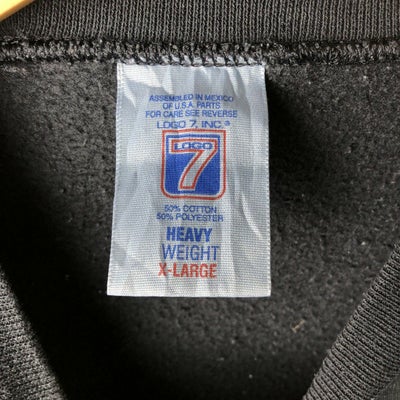 ASSEMBLED IN MEXICO
OF U.S.A. PARTS
FOR CARE SEE REVERSE
LOGO 7, INC.®
LOGO
7
50% COTTON
50% POLYESTER
HEAVY
WEIGHT
X-LARGE